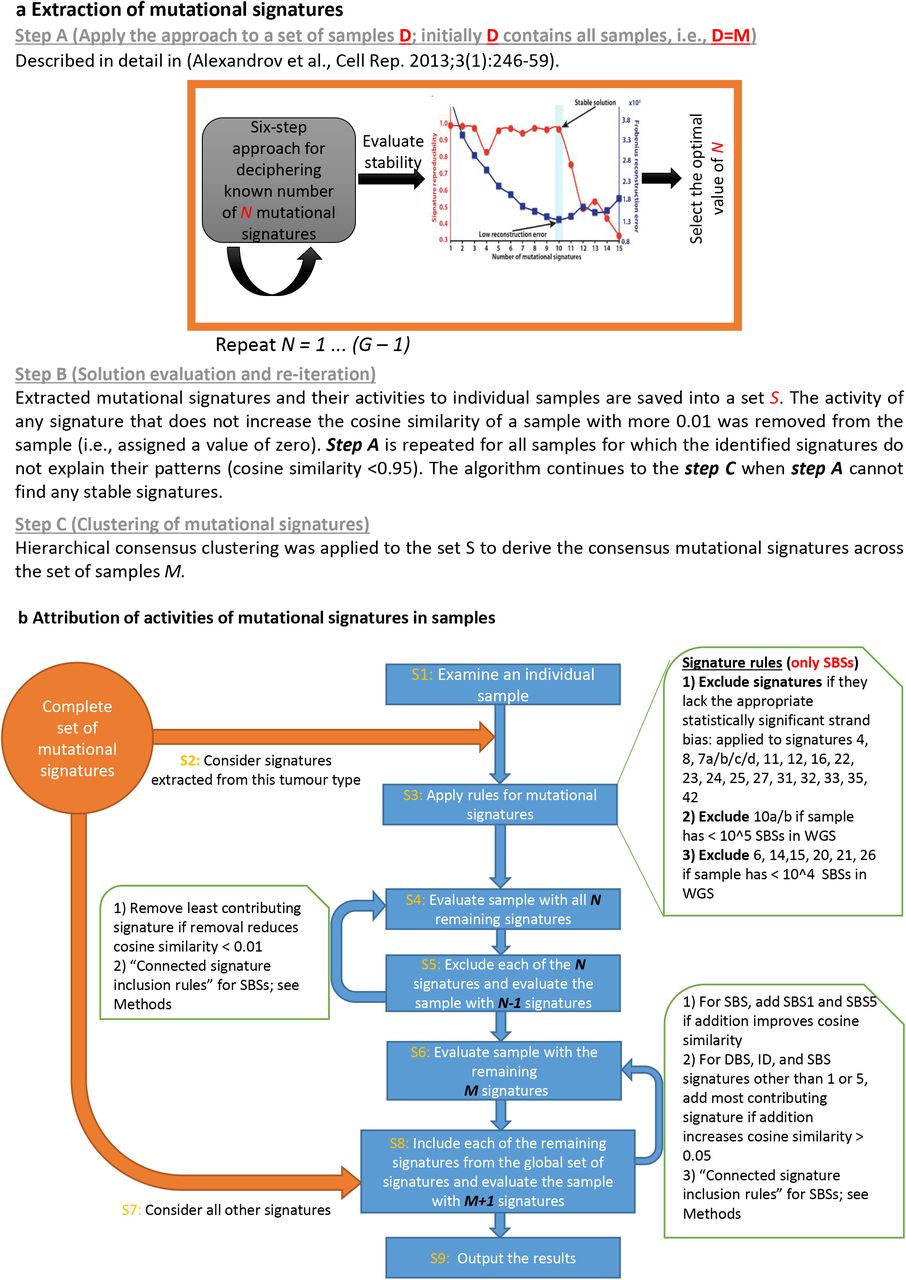 a Extraction of mutational signatures
Step A (Apply the approach to a set of samples D; initially D contains all samples, i.e., D=M)
Described in detail in (Alexandrov et al., Cell Rep. 2013;3(1):246-59).
Six-step
approach for
deciphering
known number
of N mutational
signatures
Evaluate
stability
Stable solution
x10³
Signature reproducibility
1.0
0.9
0.8
0.7
0.6
0.5
0.4
0.3
3.8
3.3
2.8
2.3
1.8
1.3
0.8
Frobenius reconstruction error
Low reconstruction error
1 2 3 4 5 6 7 8 9 10 11 12 13 14 15
Number of mutational signatures
Select the optimal
value of N
Repeat N = 1 ... (G – 1)
Step B (Solution evaluation and re-iteration)
Extracted mutational signatures and their activities to individual samples are saved into a set S. The activity of
any signature that does not increase the cosine similarity of a sample with more 0.01 was removed from the
sample (i.e., assigned a value of zero). Step A is repeated for all samples for which the identified signatures do
not explain their patterns (cosine similarity <0.95). The algorithm continues to the step C when step A cannot
find any stable signatures.
Step C (Clustering of mutational signatures)
Hierarchical consensus clustering was applied to the set S to derive the consensus mutational signatures across
the set of samples M.
b Attribution of activities of mutational signatures in samples
Complete
set of
mutational
signatures
S1: Examine an individual
sample
S2: Consider signatures
extracted from this tumour type
S3: Apply rules for mutational
signatures
Signature rules (only SBSs)
1) Exclude signatures if they
lack the appropriate
statistically significant strand
bias: applied to signatures 4,
8, 7a/b/c/d, 11, 12, 16, 22,
23, 24, 25, 27, 31, 32, 33, 35,
42
2) Exclude 10a/b if sample
has < 10^5 SBSs in WGS
3) Exclude 6, 14,15, 20, 21, 26
if sample has < 10^4 SBSs in
WGS
S4: Evaluate sample with all N
remaining signatures
1) Remove least contributing
signature if removal reduces
cosine similarity < 0.01
2) “Connected signature
inclusion rules” for SBSs; see
Methods
S5: Exclude each of the N
signatures and evaluate the
sample with N-1 signatures
S6: Evaluate sample with the
remaining
M signatures
1) For SBS, add SBS1 and SBS5
if addition improves cosine
similarity
2) For DBS, ID, and SBS
signatures other than 1 or 5,
add most contributing
signature if addition
increases cosine similarity >
0.05
3) “Connected signature
inclusion rules” for SBSs; see
Methods
S7: Consider all other signatures
S8: Include each of the remaining
signatures from the global set of
signatures and evaluate the sample
with M+1 signatures
S9: Output the results